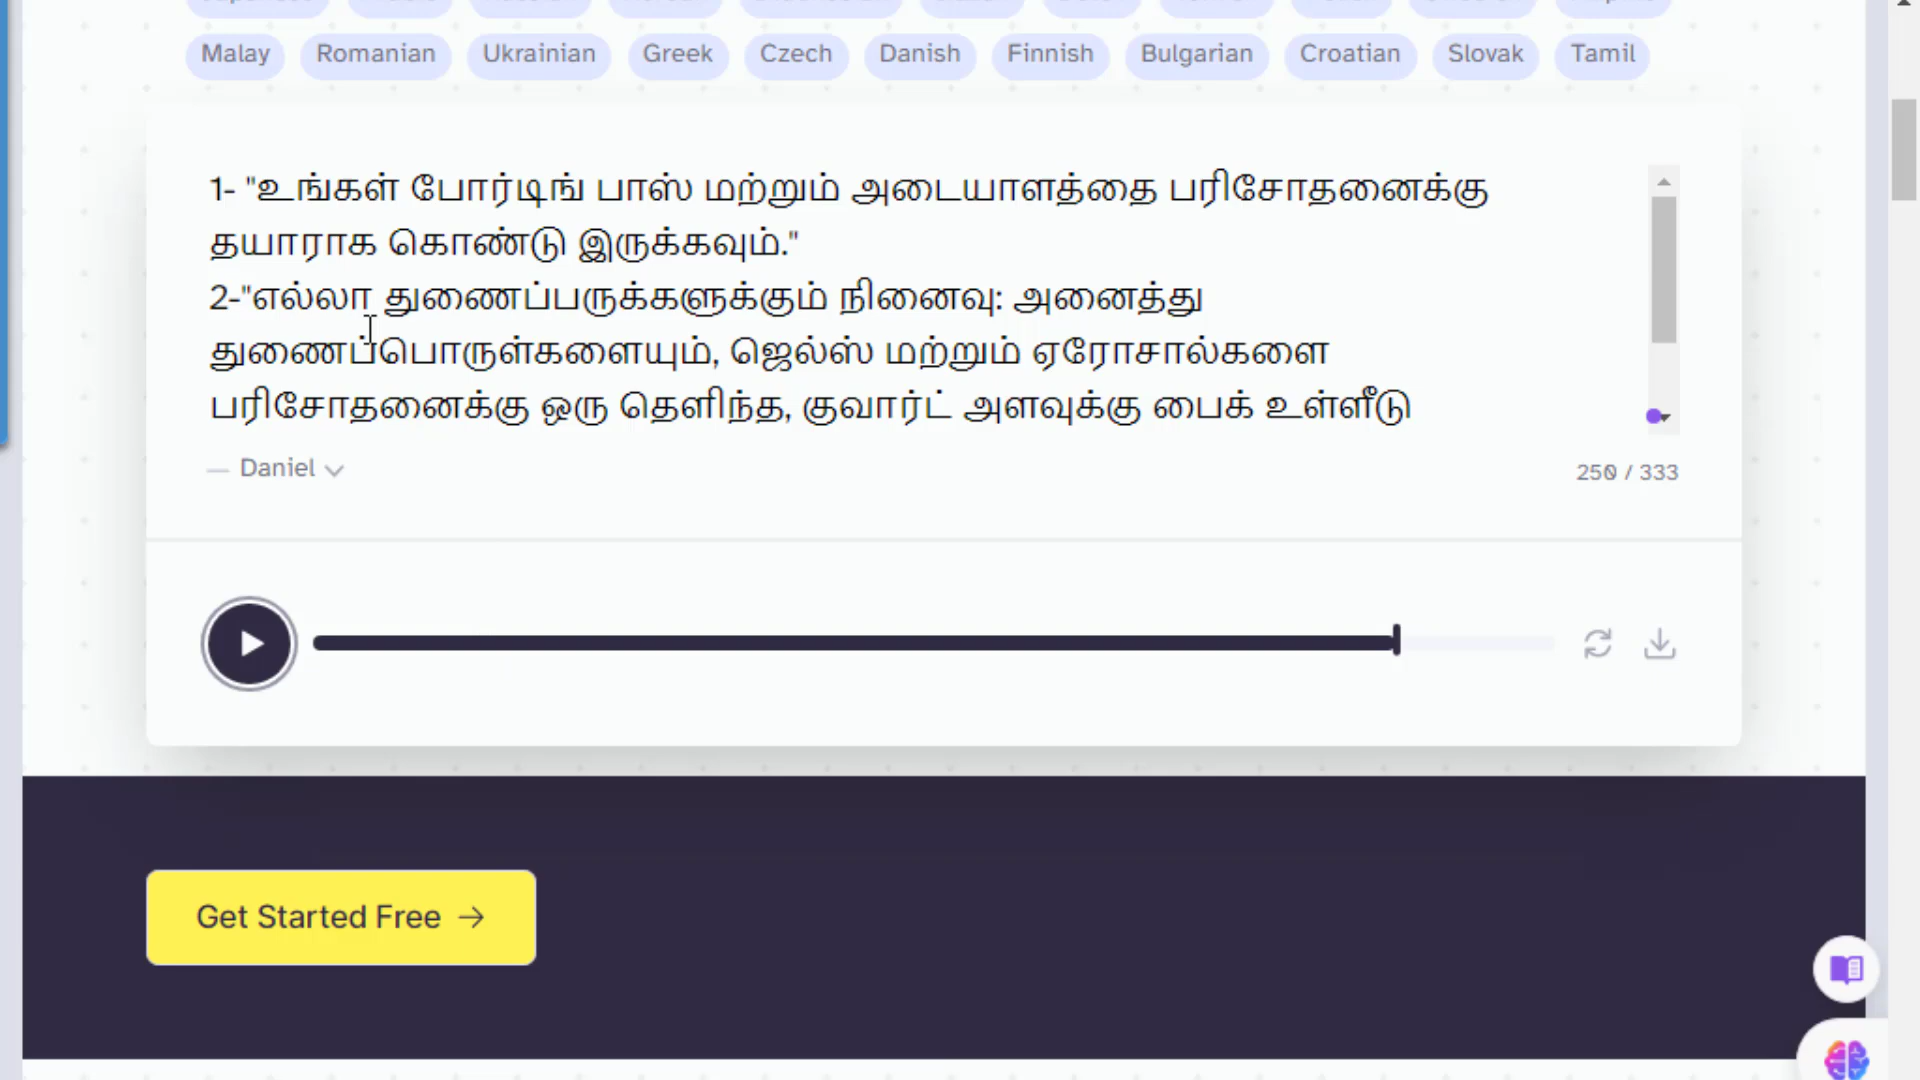 Malay Romanian Ukrainian Greek Czech Danish Finnish Bulgarian Croatian Slovak Tamil
1- "உங்கள் போர்டிங் பாஸ் மற்றும் அடையாளத்தை பரிசோதனைக்கு
தயாராக கொண்டு இருக்கவும்."
2-"எல்லா துணைப்பருக்களுக்கும் நினைவு: அனைத்து
துணைப்பொருள்களையும், ஜெல்ஸ் மற்றும் ஏரோசால்களை
பரிசோதனைக்கு ஒரு தெளிந்த, குவார்ட் அளவுக்கு பைக் உள்ளீடு
— Daniel
250 / 333
Get Started Free →